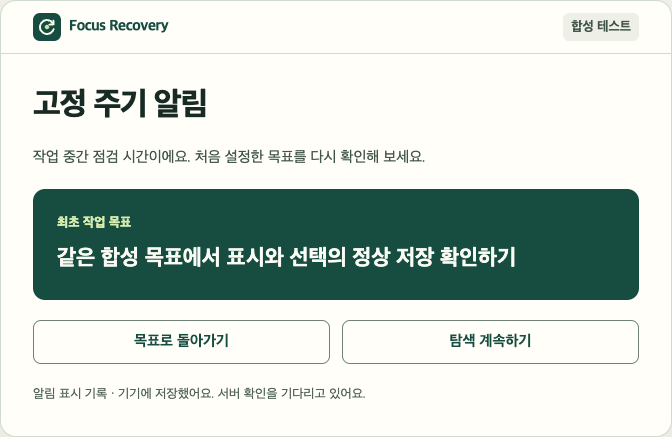 Focus Recovery
합성 테스트
고정 주기 알림
작업 중간 점검 시간이에요. 처음 설정한 목표를 다시 확인해 보세요.
최초 작업 목표
같은 합성 목표에서 표시와 선택의 정상 저장 확인하기
목표로 돌아가기
탐색 계속하기
알림 표시 기록 · 기기에 저장했어요. 서버 확인을 기다리고 있어요.